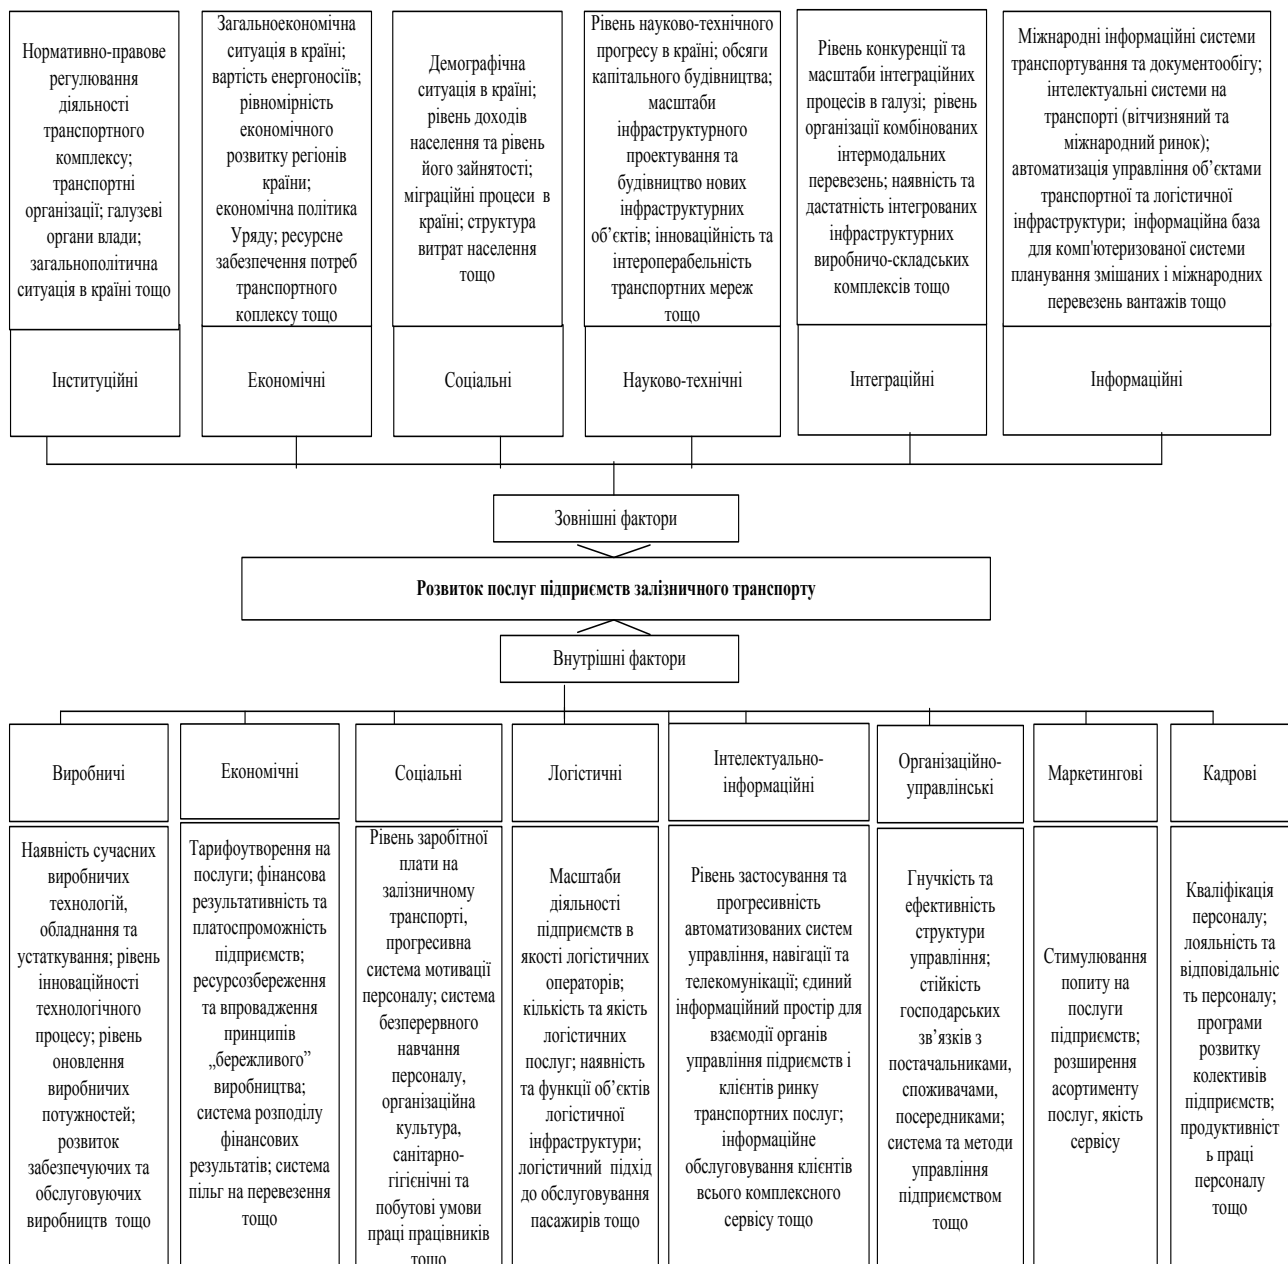 Нормативно-правове
регулювання
діяльності
транспортного
комплексу;
транспортні
організації; галузеві
органи влади;
загальнополітична
ситуація в країні тощо
Загальноекономічна
ситуація в країні;
вартість енергоносіїв;
рівномірність
економічного
розвитку регіонів
країни;
економічна політика
Уряду; ресурсне
забезпечення потреб
транспортного
коплексу тощо
Демографічна
ситуація в країні;
рівень доходів
населення та рівень
його зайнятості;
міграційні процеси в
країні; структура
витрат населення
тощо
Рівень науково-технічного
прогресу в країні; обсяги
капітального будівництва;
масштаби
інфраструктурного
проектування та
будівництво нових
інфраструктурних
об’єктів; інноваційність та
інтероперабельність
транспортних мереж
тощо
Рівень конкуренції та
масштаби інтеграційних
процесів в галузі; рівень
організації комбінованих
інтермодальних
перевезень; наявність та
дастатність інтегрованих
інфраструктурних
виробничо-складських
комплексів тощо
Міжнародні інформаційні системи
транспортування та документообігу;
інтелектуальні системи на
транспорті (вітчизняний та
міжнародний ринок);
автоматизація управління об’єктами
транспортної та логістичної
інфраструктури; інформаційна база
для комп'ютеризованої системи
планування змішаних і міжнародних
перевезень вантажів тощо
Інституційні
Економічні
Соціальні
Науково-технічні
Інтеграційні
Інформаційні
Зовнішні фактори
Розвиток послуг підприємств залізничного транспорту
Внутрішні фактори
Виробничі
Економічні
Соціальні
Логістичні
Інтелектуально-
інформаційні
Організаційно-
управлінські
Маркетингові
Кадрові
Наявність сучасних
виробничих
технологій,
обладнання та
устаткування; рівень
інноваційності
технологічного
процесу; рівень
оновлення
виробничих
потужностей;
розвиток
забезпечуючих та
обслуговуючих
виробництв тощо
Тарифоутворення на
послуги; фінансова
результативність та
платоспроможність
підприємств;
ресурсозбереження
та впровадження
принципів
„бережливого”
виробництва;
система розподілу
фінансових
результатів; система
пільг на перевезення
тощо
Рівень заробітної
плати на
залізничному
транспорті,
прогресивна
система мотивації
персоналу; система
безперервного
навчання
персоналу,
організаційна
культура,
санітарно-
гігієнічні та
побутові умови
праці працівників
тощо
Масштаби
діяльності
підприємств в
якості логістичних
операторів;
кількість та якість
логістичних
послуг; наявність
та функції об’єктів
логістичної
інфраструктури;
логістичний підхід
до обслуговування
пасажирів тощо
Рівень застосування та
прогресивність
автоматизованих систем
управління, навігації та
телекомунікації; єдиний
інформаційний простір для
взаємодії органів
управління підриємств і
клієнтів ринку
транспортних послуг;
інформаційне
обслуговування клієнтів
всього комплексного
сервісу тощо
Гнучкість та
ефективність
структури
управління;
стійкість
господарських
зв’язків з
постачальниками,
споживачами,
посередниками;
система та методи
управління
підприємством
тощо
Стимулювання
попиту на
послуги
підприємств;
розширення
асортименту
послуг, якість
сервісу
Кваліфікація
персоналу;
лояльність та
відповідальніс
ть персоналу;
програми
розвитку
колективів
підприємств;
продуктивніст
ь праці
персоналу
тощо